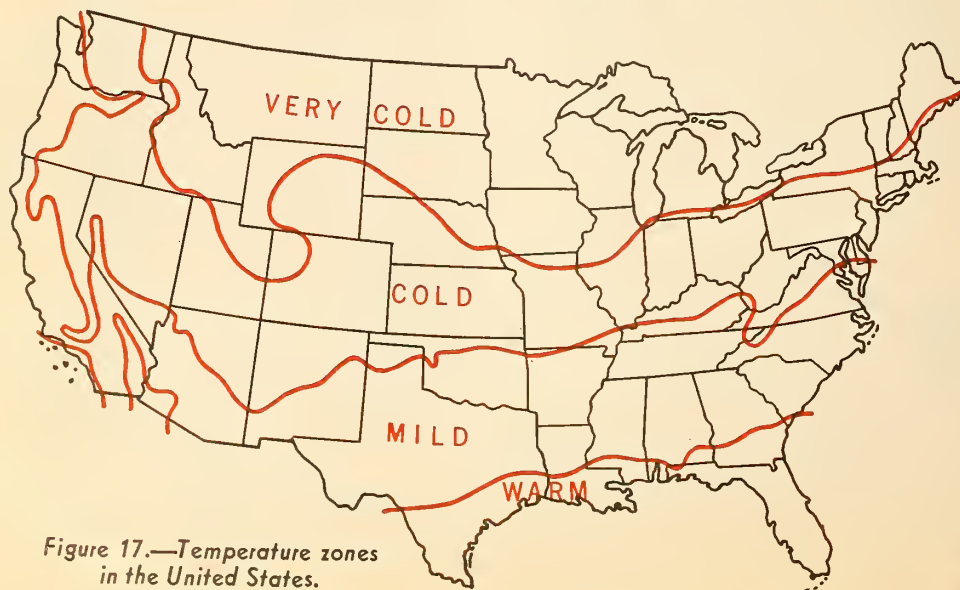 VERY COLD
COLD
MILD
WARM
Figure 17.—Temperature zones
in the United States.